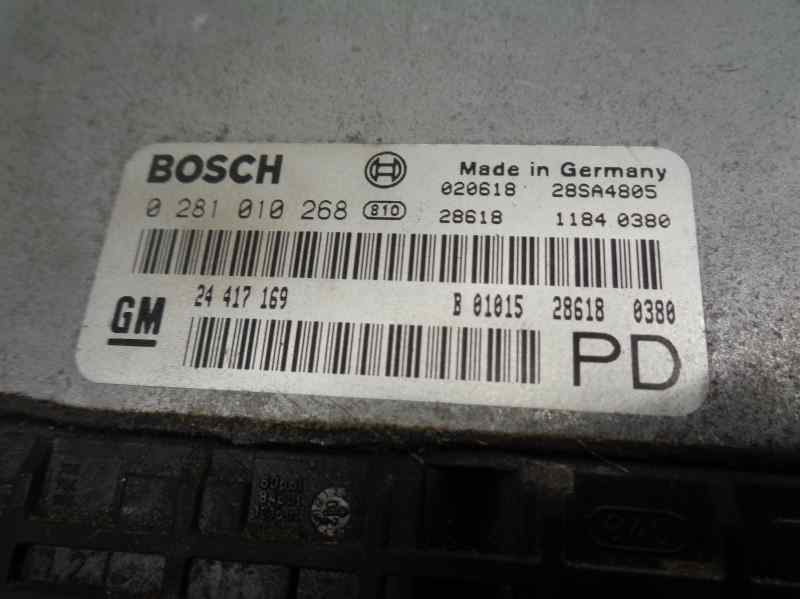 BOSCH
Made in Germany
020618 28SA4805
0 281 010 268 810 28618 1184 0380
24 417 169 B 01015 28618 0380
GM
PD